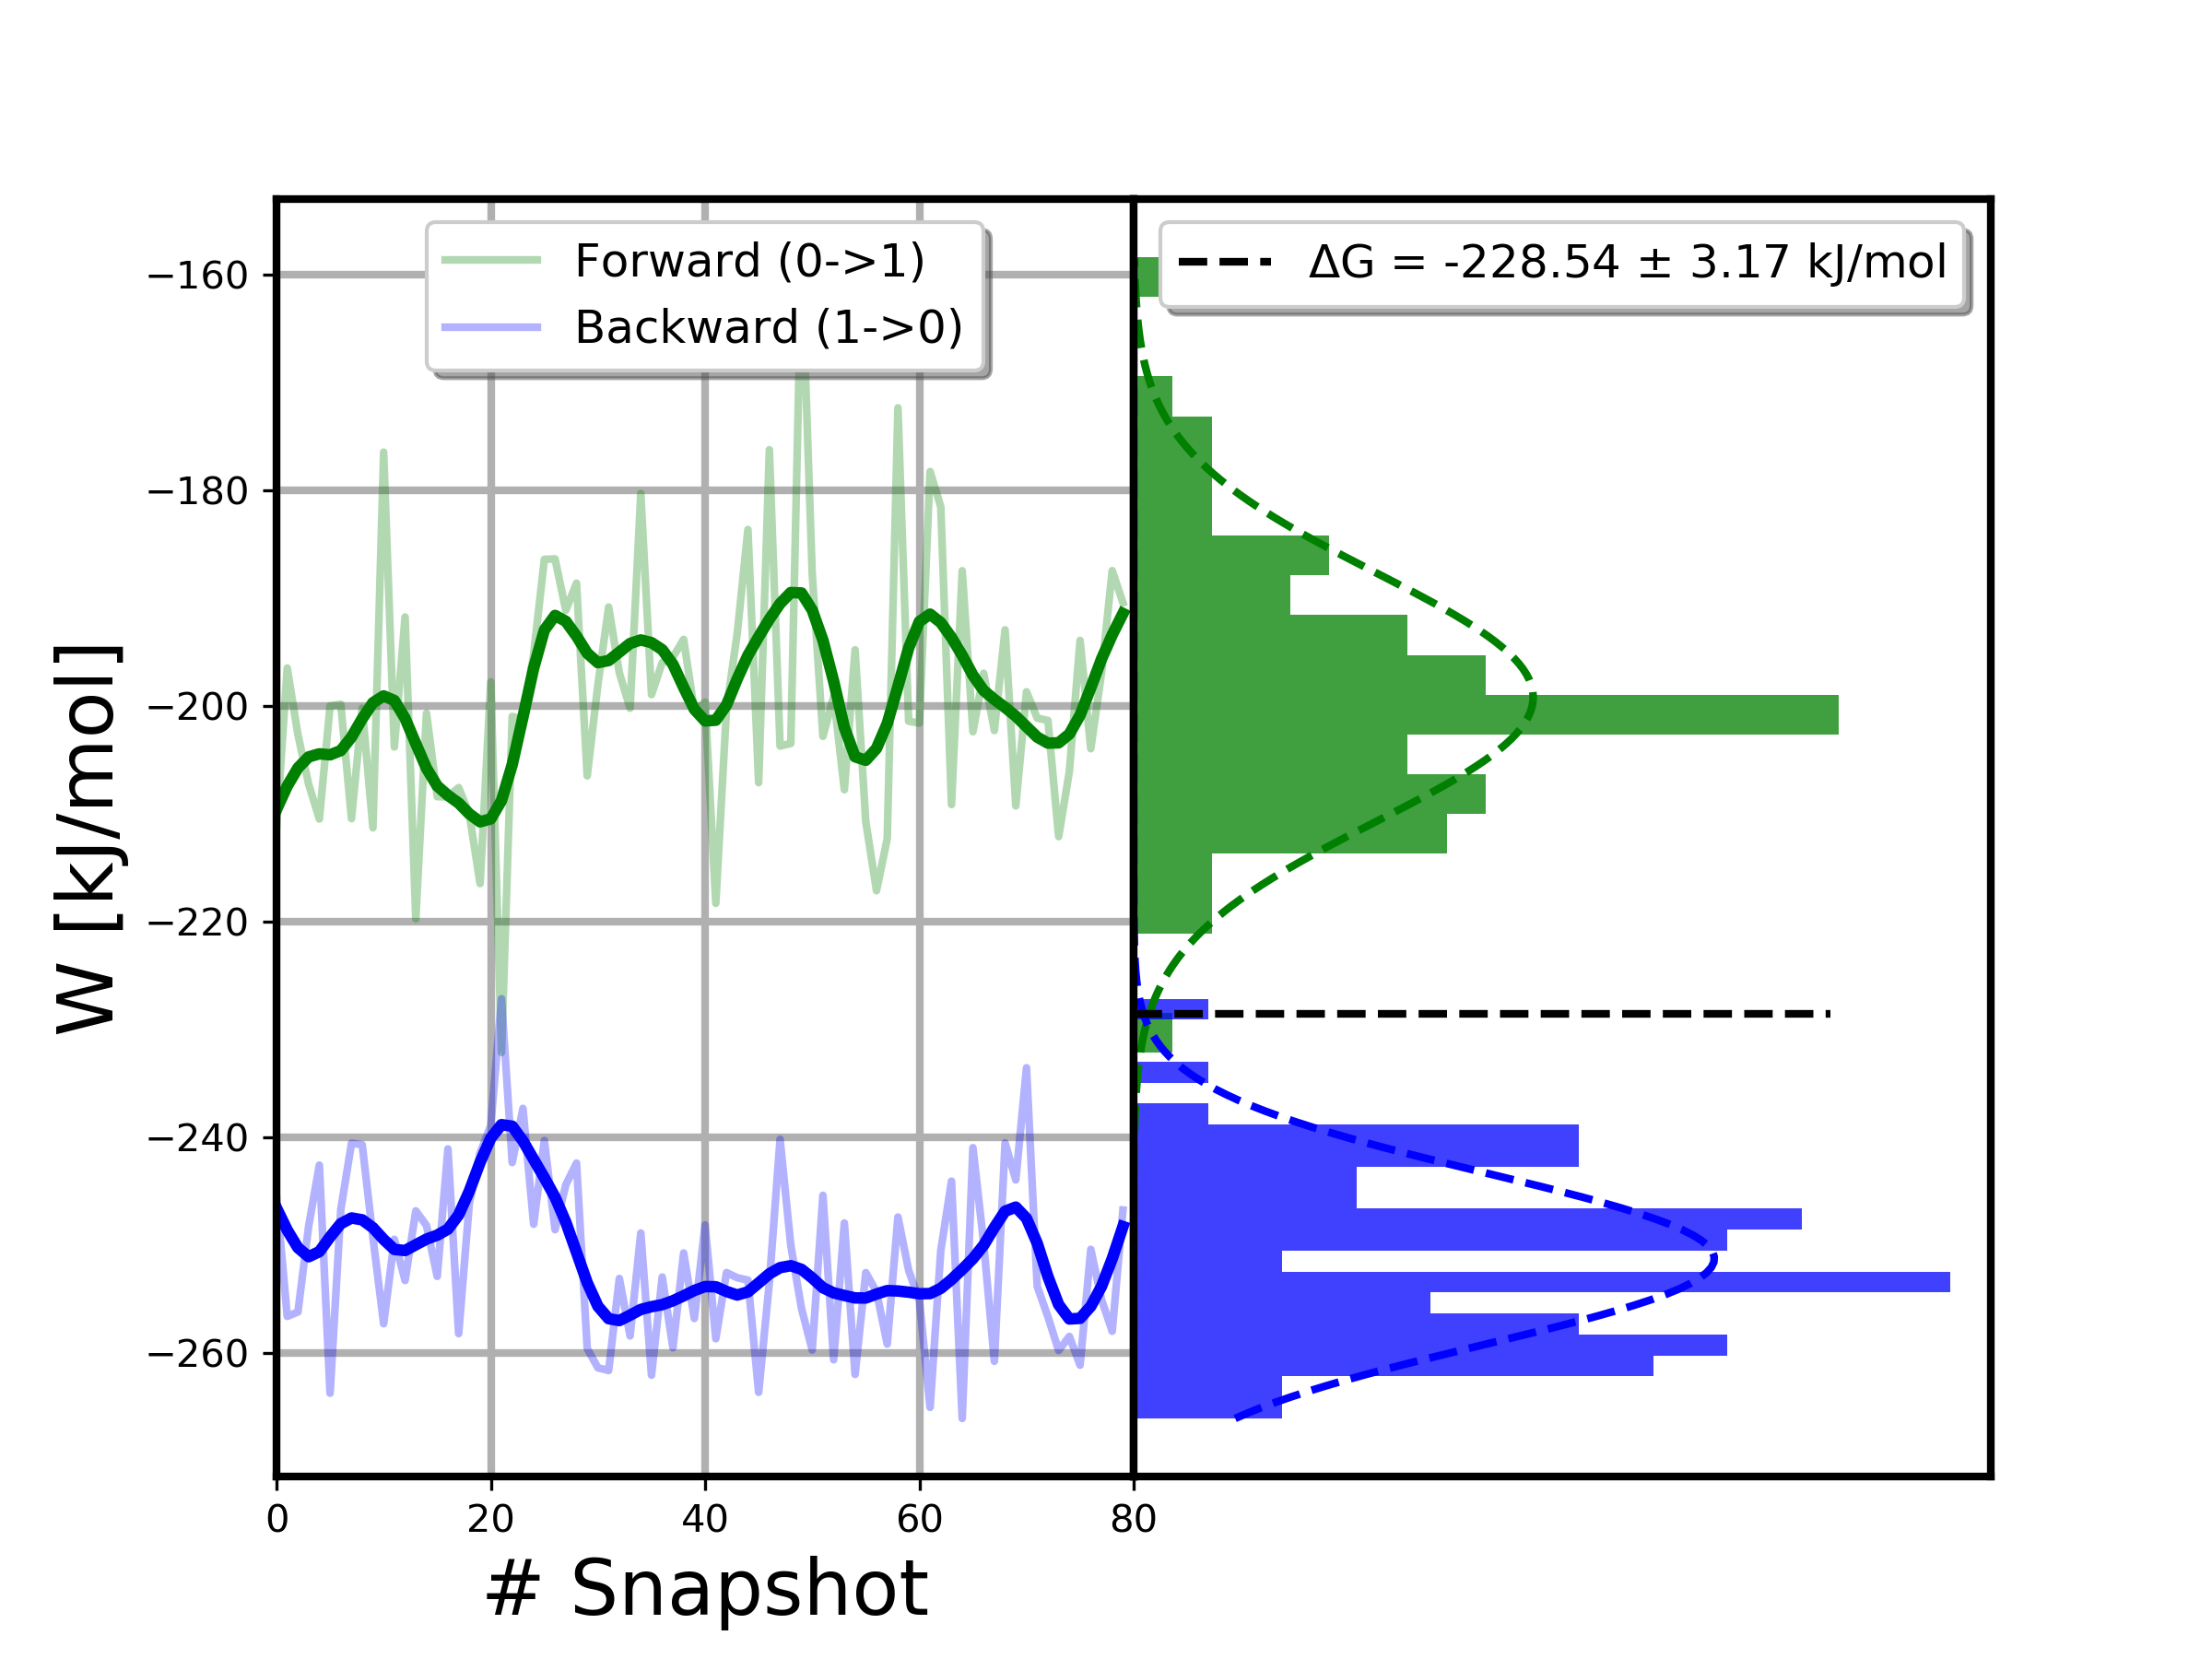 Forward (0->1)
Backward (1->0)
ΔG = -228.54 ± 3.17 kJ/mol
W [kJ/mol]
−160
−180
−200
−220
−240
−260
0 20 40 60 80
# Snapshot